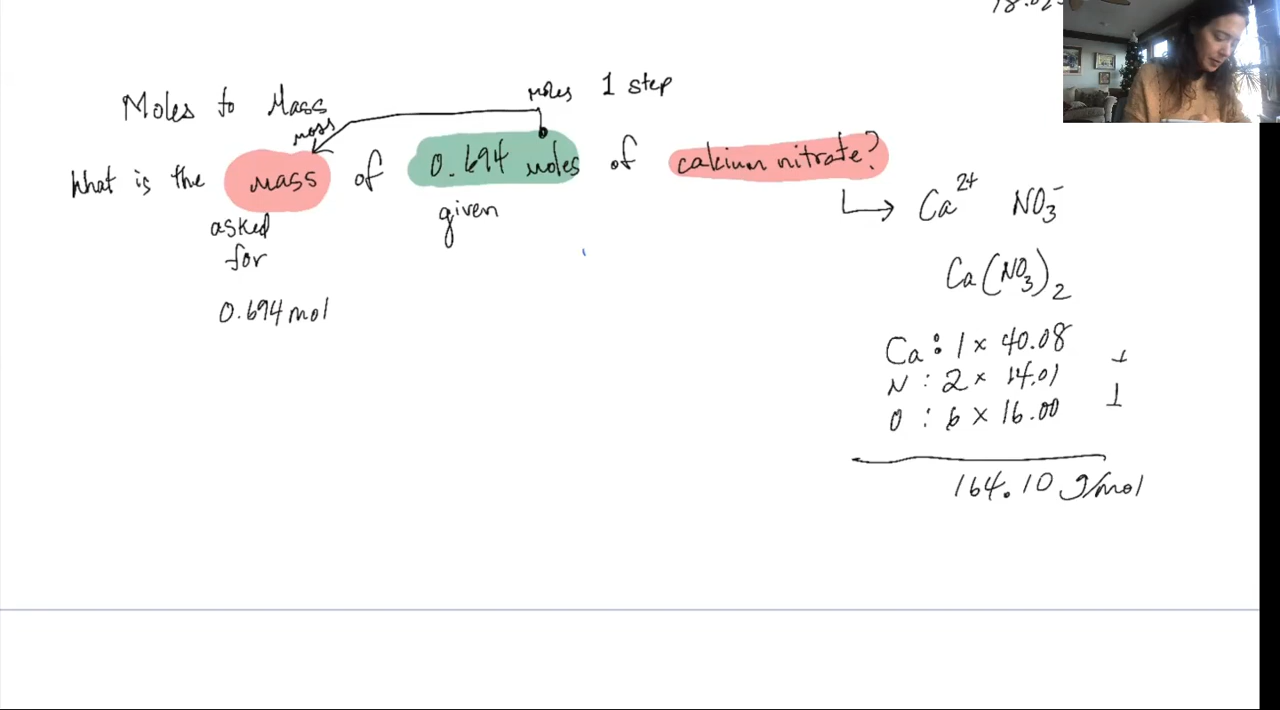 18.02
Moles to Mass
moles 1 step
mass
What is the mass of 0.694 moles of calcium nitrate?
asked for
given
Ca²⁺ NO₃⁻
Ca(NO₃)₂
0.694 mol
Ca : 1 × 40.08
N : 2 × 14.01
O : 6 × 16.00
164.10 g/mol